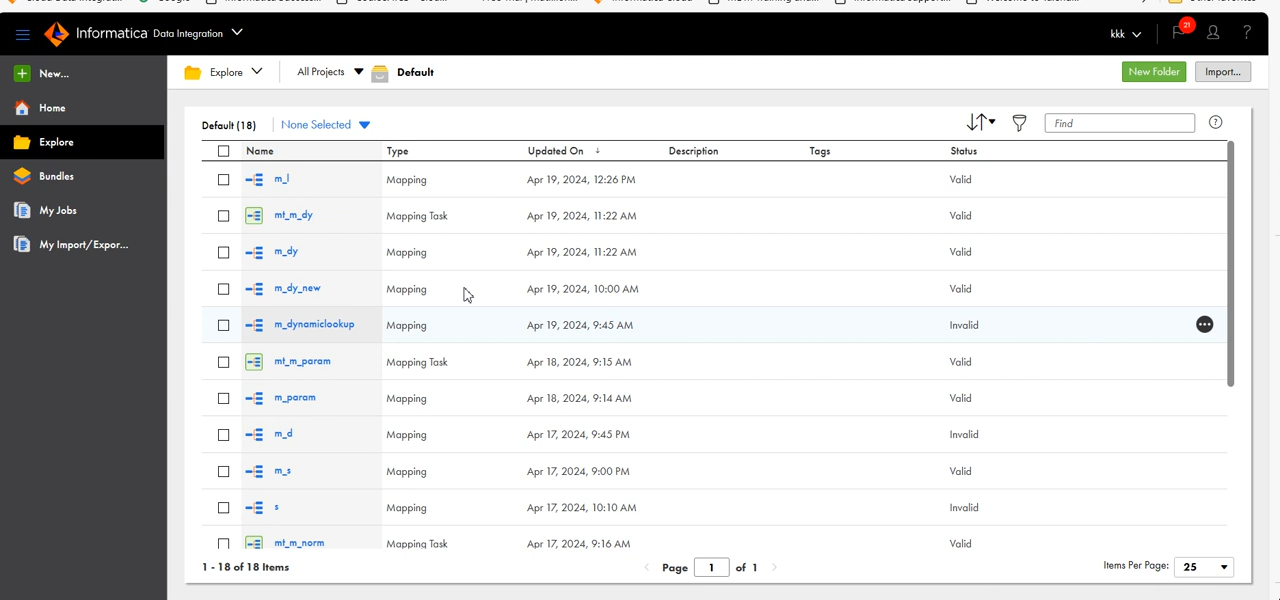 Informatica Data Integration
kkk
21
?
New...
Home
Explore
Bundles
My Jobs
My Import/Expor...
Explore
All Projects
Default
New Folder
Import...
Default (18)
None Selected
Find
?
Name Type Updated On ↓ Description Tags Status
m_l Mapping Apr 19, 2024, 12:26 PM Valid
mt_m_dy Mapping Task Apr 19, 2024, 11:22 AM Valid
m_dy Mapping Apr 19, 2024, 11:22 AM Valid
m_dy_new Mapping Apr 19, 2024, 10:00 AM Valid
m_dynamiclookup Mapping Apr 19, 2024, 9:45 AM Invalid
mt_m_param Mapping Task Apr 18, 2024, 9:15 AM Valid
m_param Mapping Apr 18, 2024, 9:14 AM Valid
m_d Mapping Apr 17, 2024, 9:45 PM Invalid
m_s Mapping Apr 17, 2024, 9:00 PM Valid
s Mapping Apr 17, 2024, 10:10 AM Invalid
mt_m_norm Mapping Task Apr 17, 2024, 9:16 AM Valid
1 - 18 of 18 Items
Page 1 of 1
Items Per Page: 25